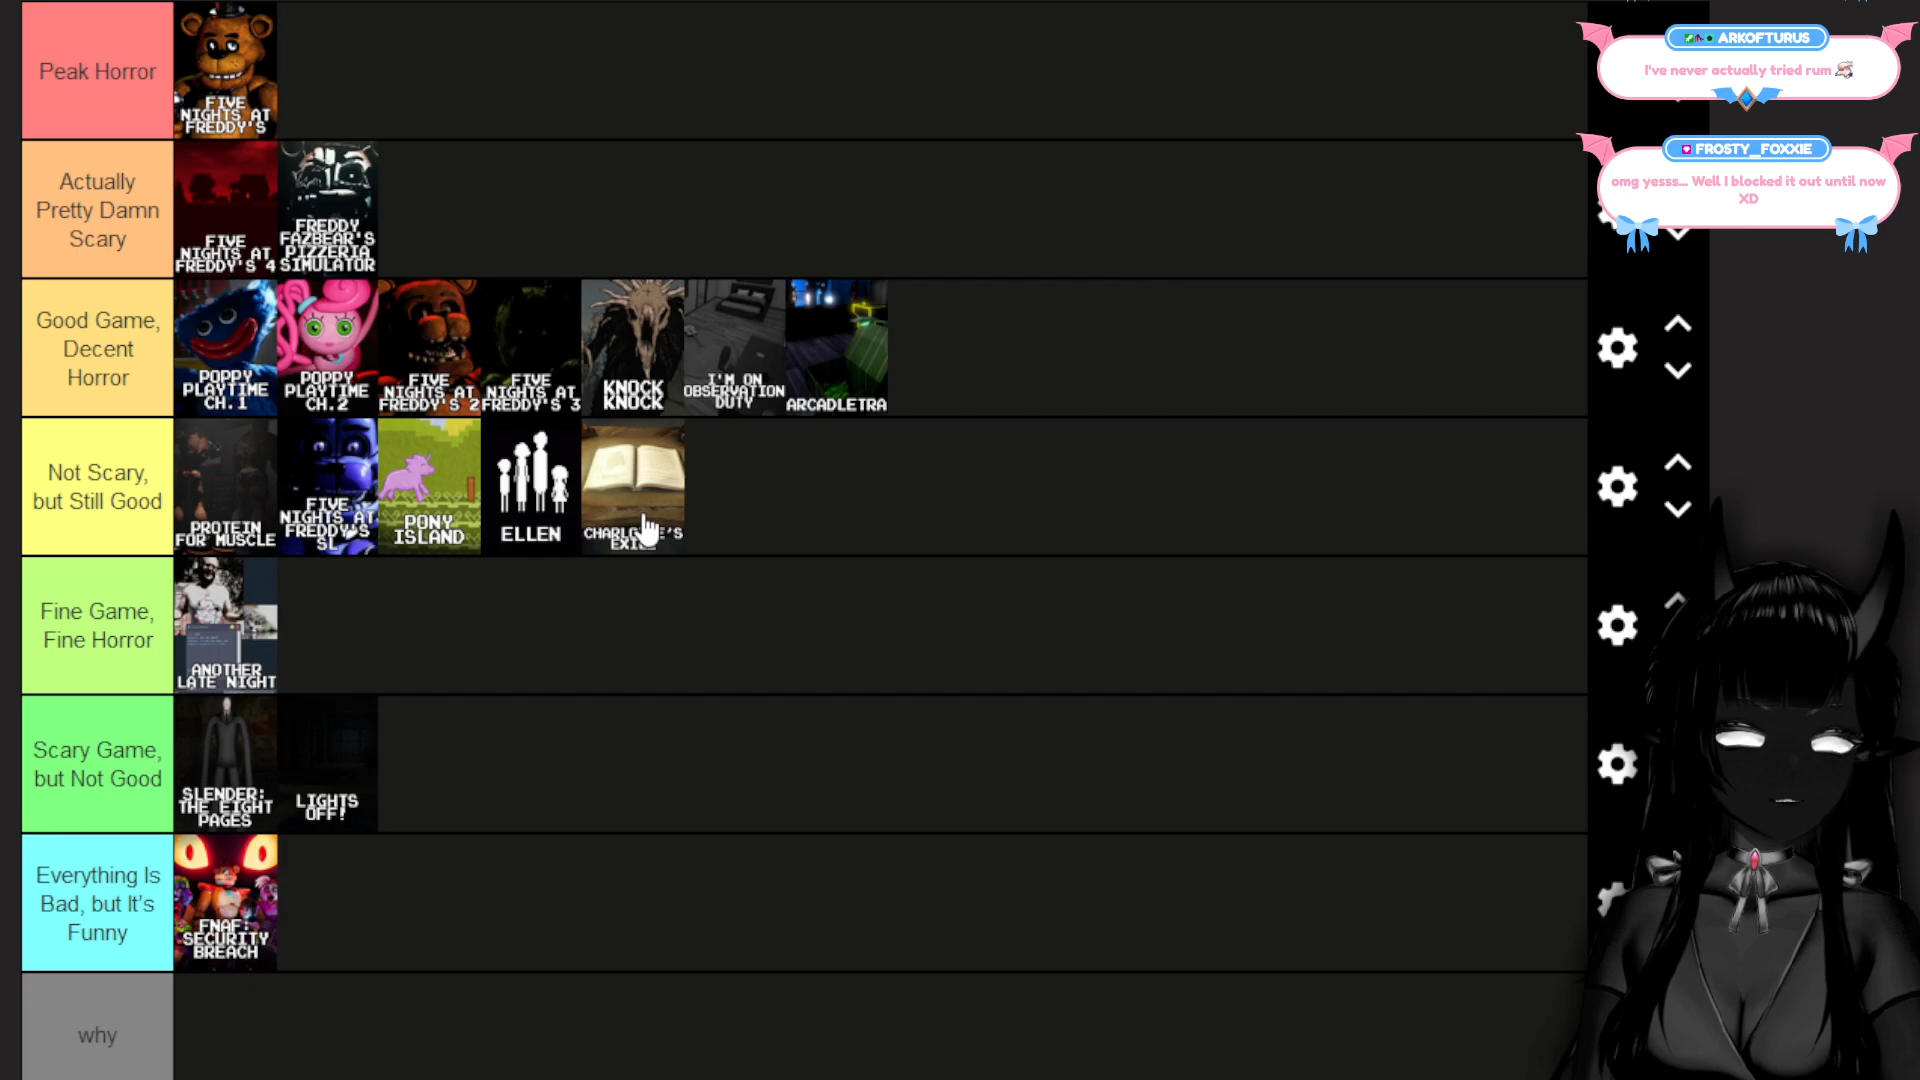 Peak Horror
FIVE
NIGHTS AT
FREDDY'S
Actually
Pretty Damn
Scary
FIVE
NIGHTS AT
FREDDY'S 4
FREDDY
FAZBEAR'S
PIZZERIA
SIMULATOR
Good Game,
Decent
Horror
POPPY
PLAYTIME
CH.1
POPPY
PLAYTIME
CH.2
FIVE
NIGHTS AT
FREDDY'S 2
FIVE
NIGHTS AT
FREDDY'S 3
KNOCK
KNOCK
I'M ON
OBSERVATION
DUTY
ARCADLETRA
Not Scary,
but Still Good
PROTEIN
FOR MUSCLE
FIVE
NIGHTS AT
FREDDY'S
SL
PONY
ISLAND
ELLEN
Fine Game,
Fine Horror
ANOTHER
LATE NIGHT
Scary Game,
but Not Good
SLENDER:
THE EIGHT
PAGES
LIGHTS
OFF!
Everything Is
Bad, but It's
Funny
FNAF:
SECURITY
BREACH
why
ARKOFTURUS
I've never actually tried rum
FROSTY__FOXXIE
omg yesss... Well I blocked it out until now
XD